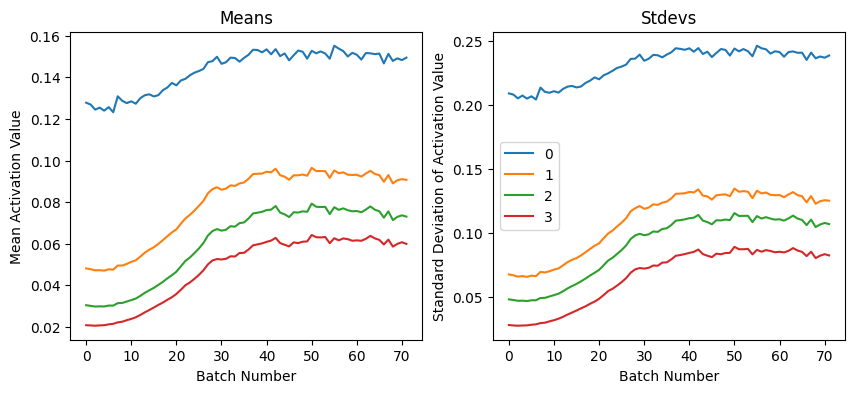 Means
Mean Activation Value
0.16
0.14
0.12
0.10
0.08
0.06
0.04
0.02
0 10 20 30 40 50 60 70
Batch Number
Stdevs
Standard Deviation of Activation Value
0.25
0.20
0.15
0.10
0.05
0
1
2
3
0 10 20 30 40 50 60 70
Batch Number